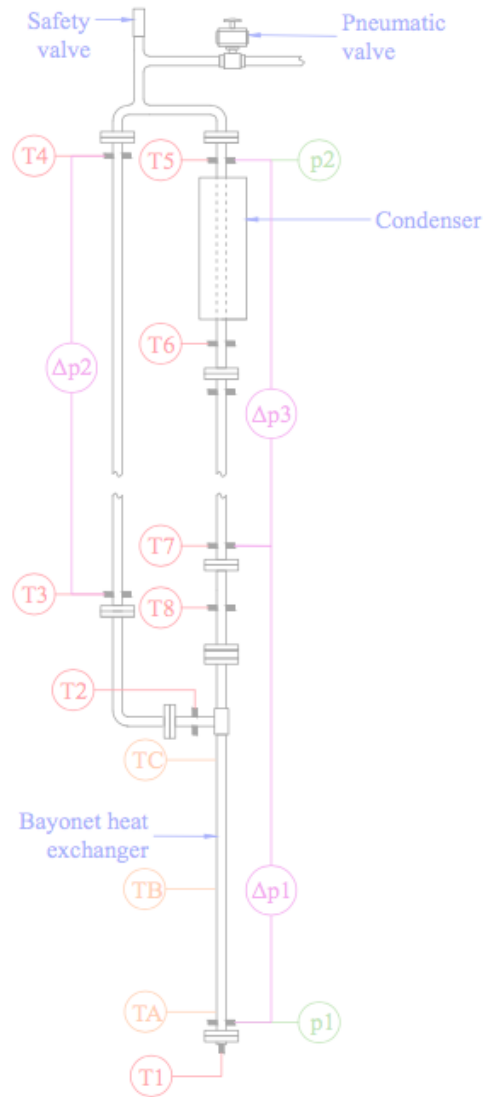 Safety
valve
Pneumatic
valve
T4
T5
p2
Condenser
T6
Δp2
Δp3
T7
T3
T8
T2
TC
Bayonet heat
exchanger
TB
Δp1
TA
p1
T1